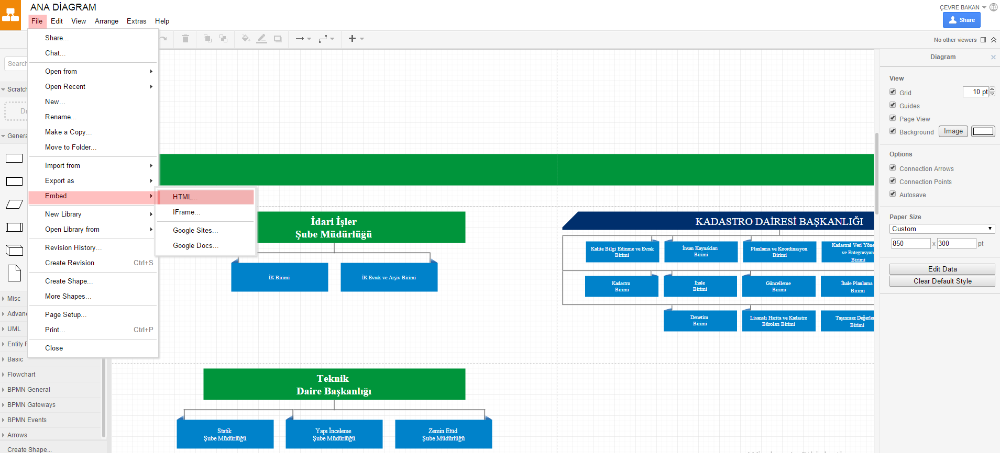 ANA DİAGRAM
ÇEVRE BAKAN
File Edit View Arrange Extras Help
Share
No other viewers
Share...
Chat...
Open from
Open Recent
New...
Rename...
Make a Copy...
Move to Folder...
Import from
Export as
Embed
New Library
Open Library from
Revision History...
Create Revision Ctrl+S
Create Shape...
More Shapes...
Page Setup...
Print... Ctrl+P
Close
HTML...
IFrame...
Google Sites...
Google Docs...
Search
Misc
UML
Basic
Flowchart
BPMN General
BPMN Gateways
BPMN Events
Arrows
Create Shape...
İdari İşler
Şube Müdürlüğü
İK Birimi
İK Evrak ve Arşiv Birimi
Teknik
Daire Başkanlığı
Statik
Şube Müdürlüğü
Yapı İnceleme
Şube Müdürlüğü
Zemin Etüd
Şube Müdürlüğü
KADASTRO DAİRESİ BAŞKANLIĞI
Kalite Bilgi Edinme ve Evrak
Birimi
İnsan Kaynakları
Birimi
Planlama ve Koordinasyon
Birimi
Kadastral Veri Yöne
ve Entegrasyon
Birimi
Kadastro
Birimi
İhale
Birimi
Güncelleme
Birimi
İhale Planlama
Birimi
Denetim
Birimi
Lisanslı Harita ve Kadastro
Büroları Birimi
Taşınmaz Değerle
Birimi
Diagram
View
Grid 10 pt
Guides
Page View
Background Image
Options
Connection Arrows
Connection Points
Autosave
Paper Size
Custom
850 x 300 pt
Edit Data
Clear Default Style